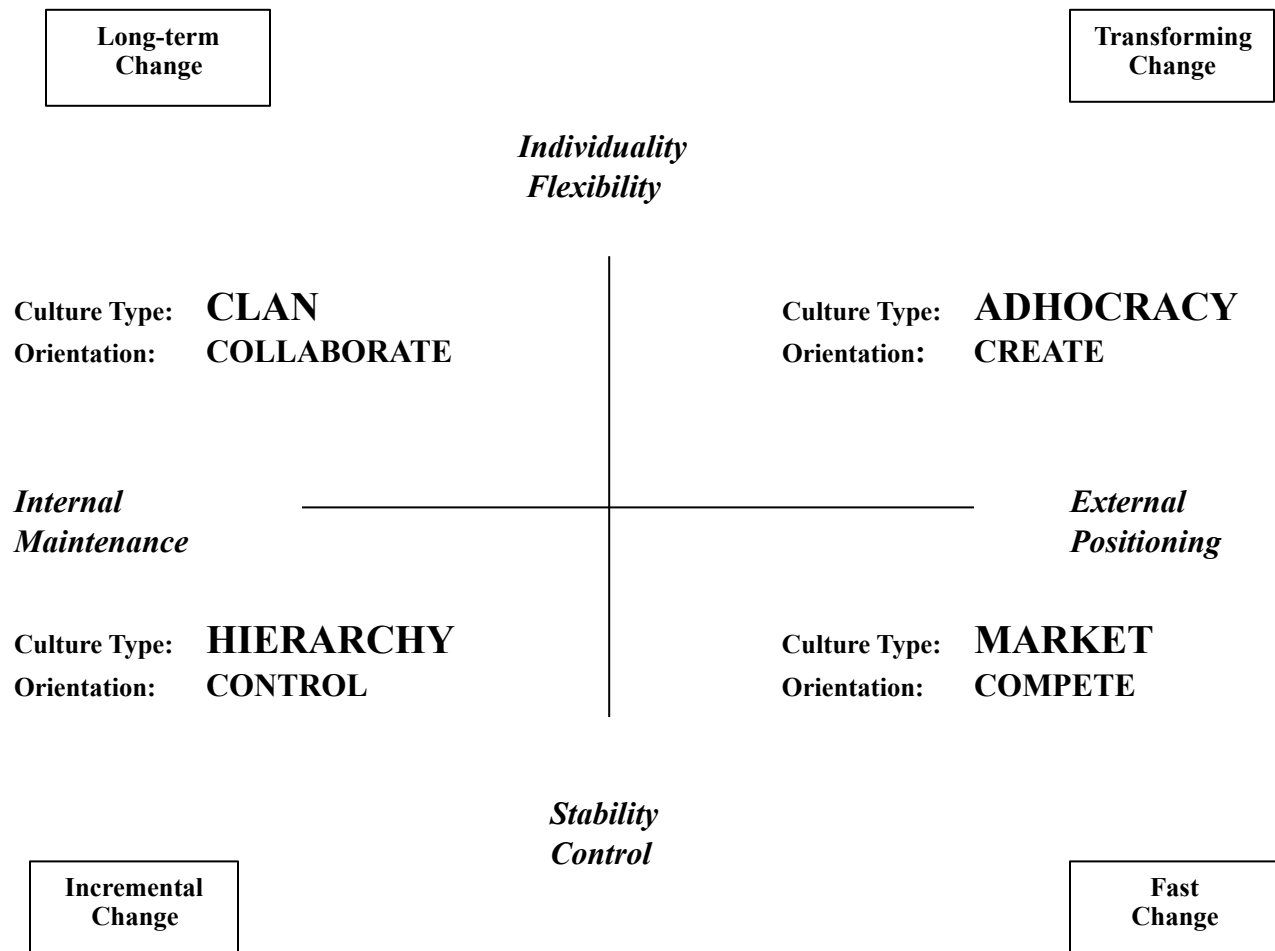 Long-term
Change
Transforming
Change
Individuality
Flexibility
Culture Type: CLAN
Orientation: COLLABORATE
Culture Type: ADHOCRACY
Orientation: CREATE
Internal
Maintenance
External
Positioning
Culture Type: HIERARCHY
Orientation: CONTROL
Culture Type: MARKET
Orientation: COMPETE
Stability
Control
Incremental
Change
Fast
Change